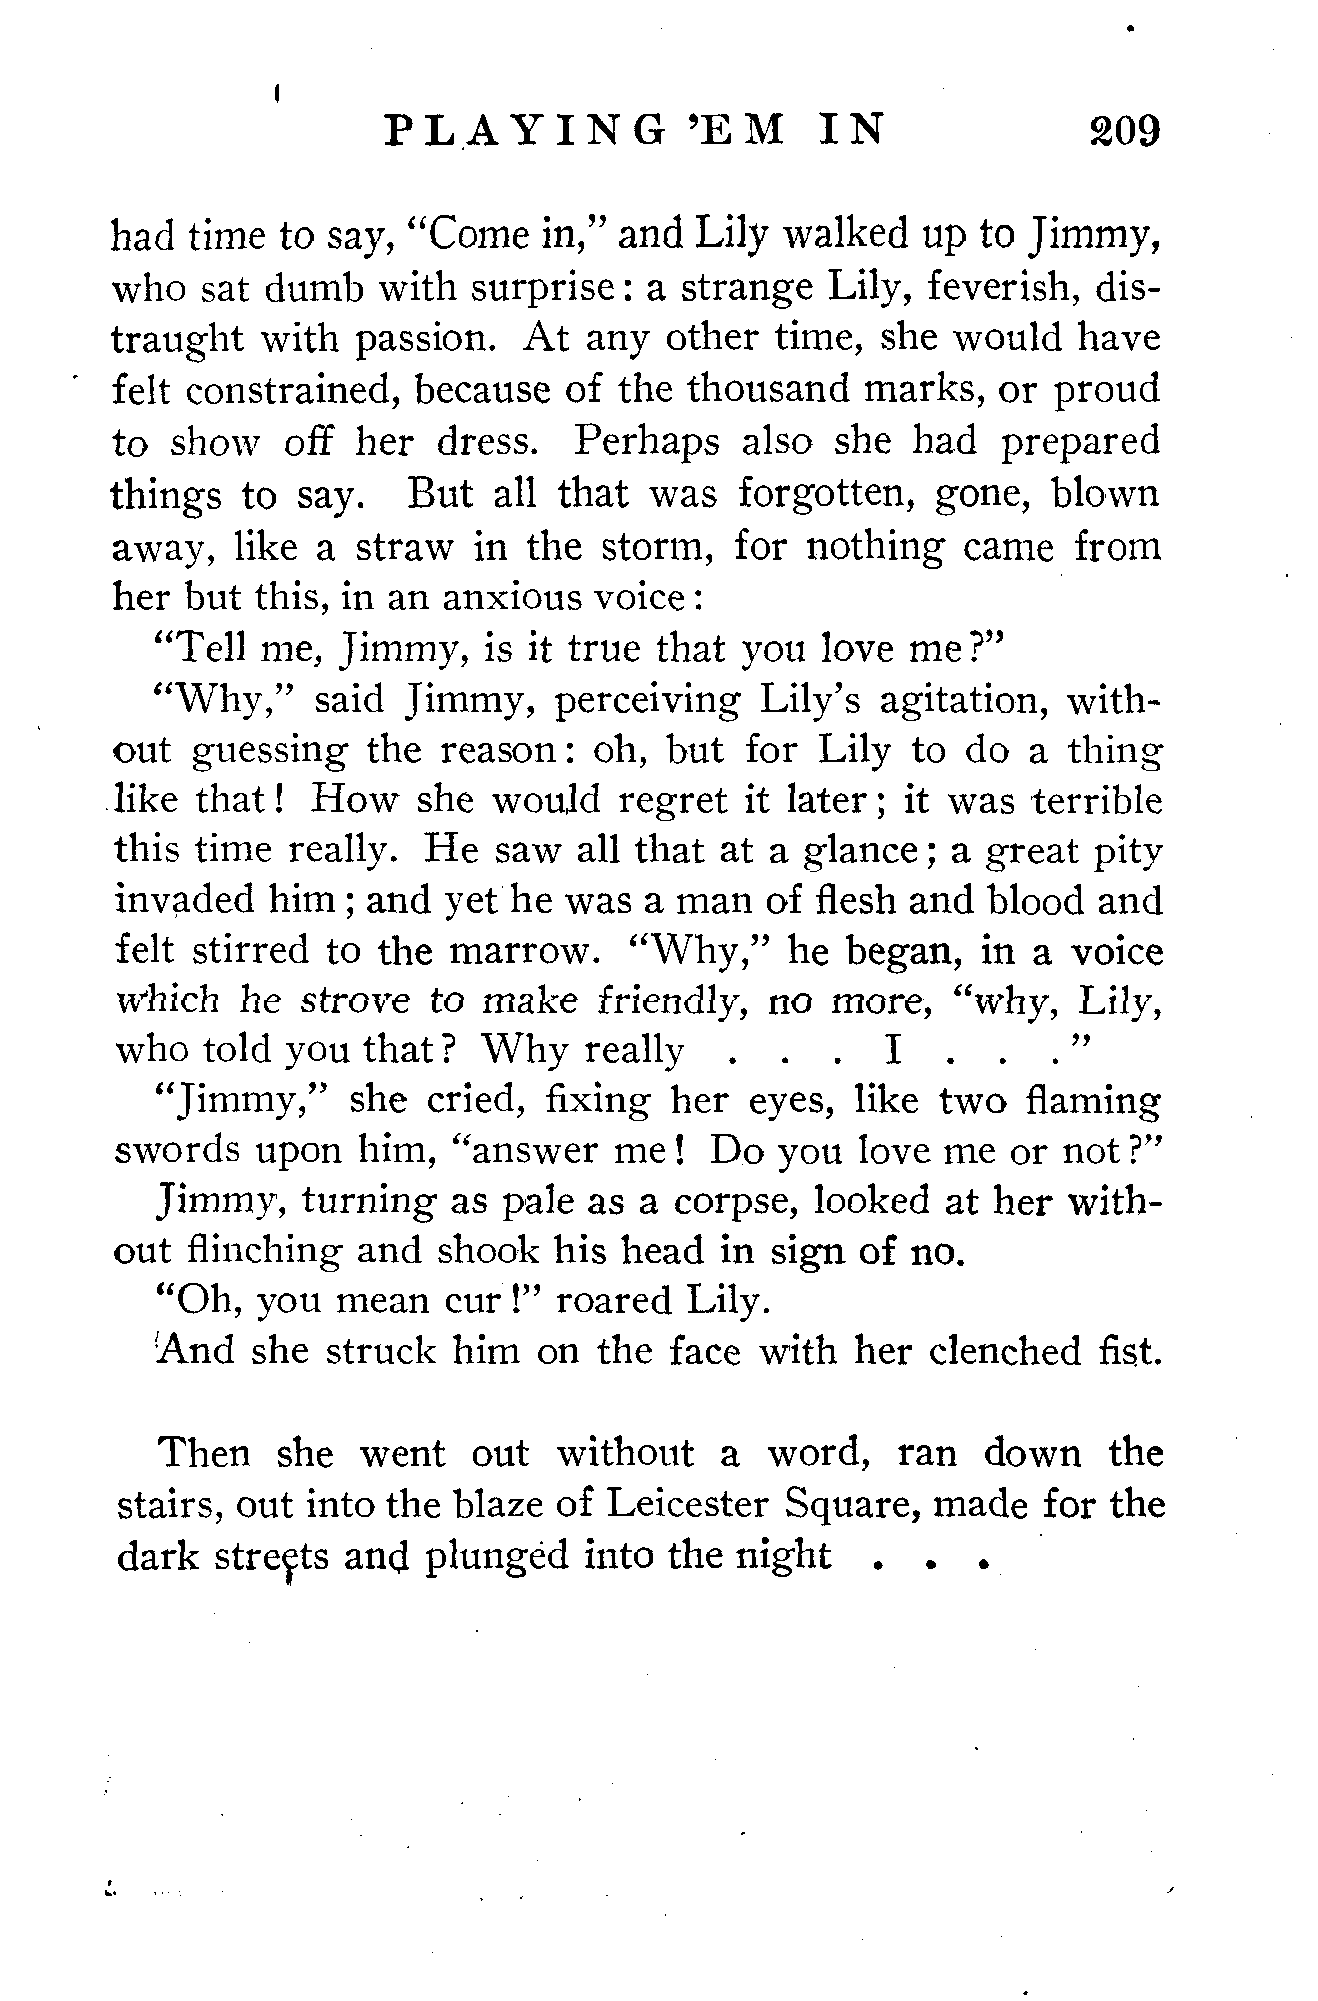 PLAYING 'EM IN 209
had time to say, “Come in,” and Lily walked up to Jimmy,
who sat dumb with surprise: a strange Lily, feverish, dis-
traught with passion. At any other time, she would have
felt constrained, because of the thousand marks, or proud
to show off her dress. Perhaps also she had prepared
things to say. But all that was forgotten, gone, blown
away, like a straw in the storm, for nothing came from
her but this, in an anxious voice:
“Tell me, Jimmy, is it true that you love me?”
“Why,” said Jimmy, perceiving Lily’s agitation, with-
out guessing the reason: oh, but for Lily to do a thing
like that! How she would regret it later; it was terrible
this time really. He saw all that at a glance; a great pity
invaded him; and yet he was a man of flesh and blood and
felt stirred to the marrow. “Why,” he began, in a voice
which he strove to make friendly, no more, “why, Lily,
who told you that? Why really . . . I . . .”
“Jimmy,” she cried, fixing her eyes, like two flaming
swords upon him, “answer me! Do you love me or not?”
Jimmy, turning as pale as a corpse, looked at her with-
out flinching and shook his head in sign of no.
“Oh, you mean cur!” roared Lily.
And she struck him on the face with her clenched fist.
Then she went out without a word, ran down the
stairs, out into the blaze of Leicester Square, made for the
dark streets and plunged into the night . . .